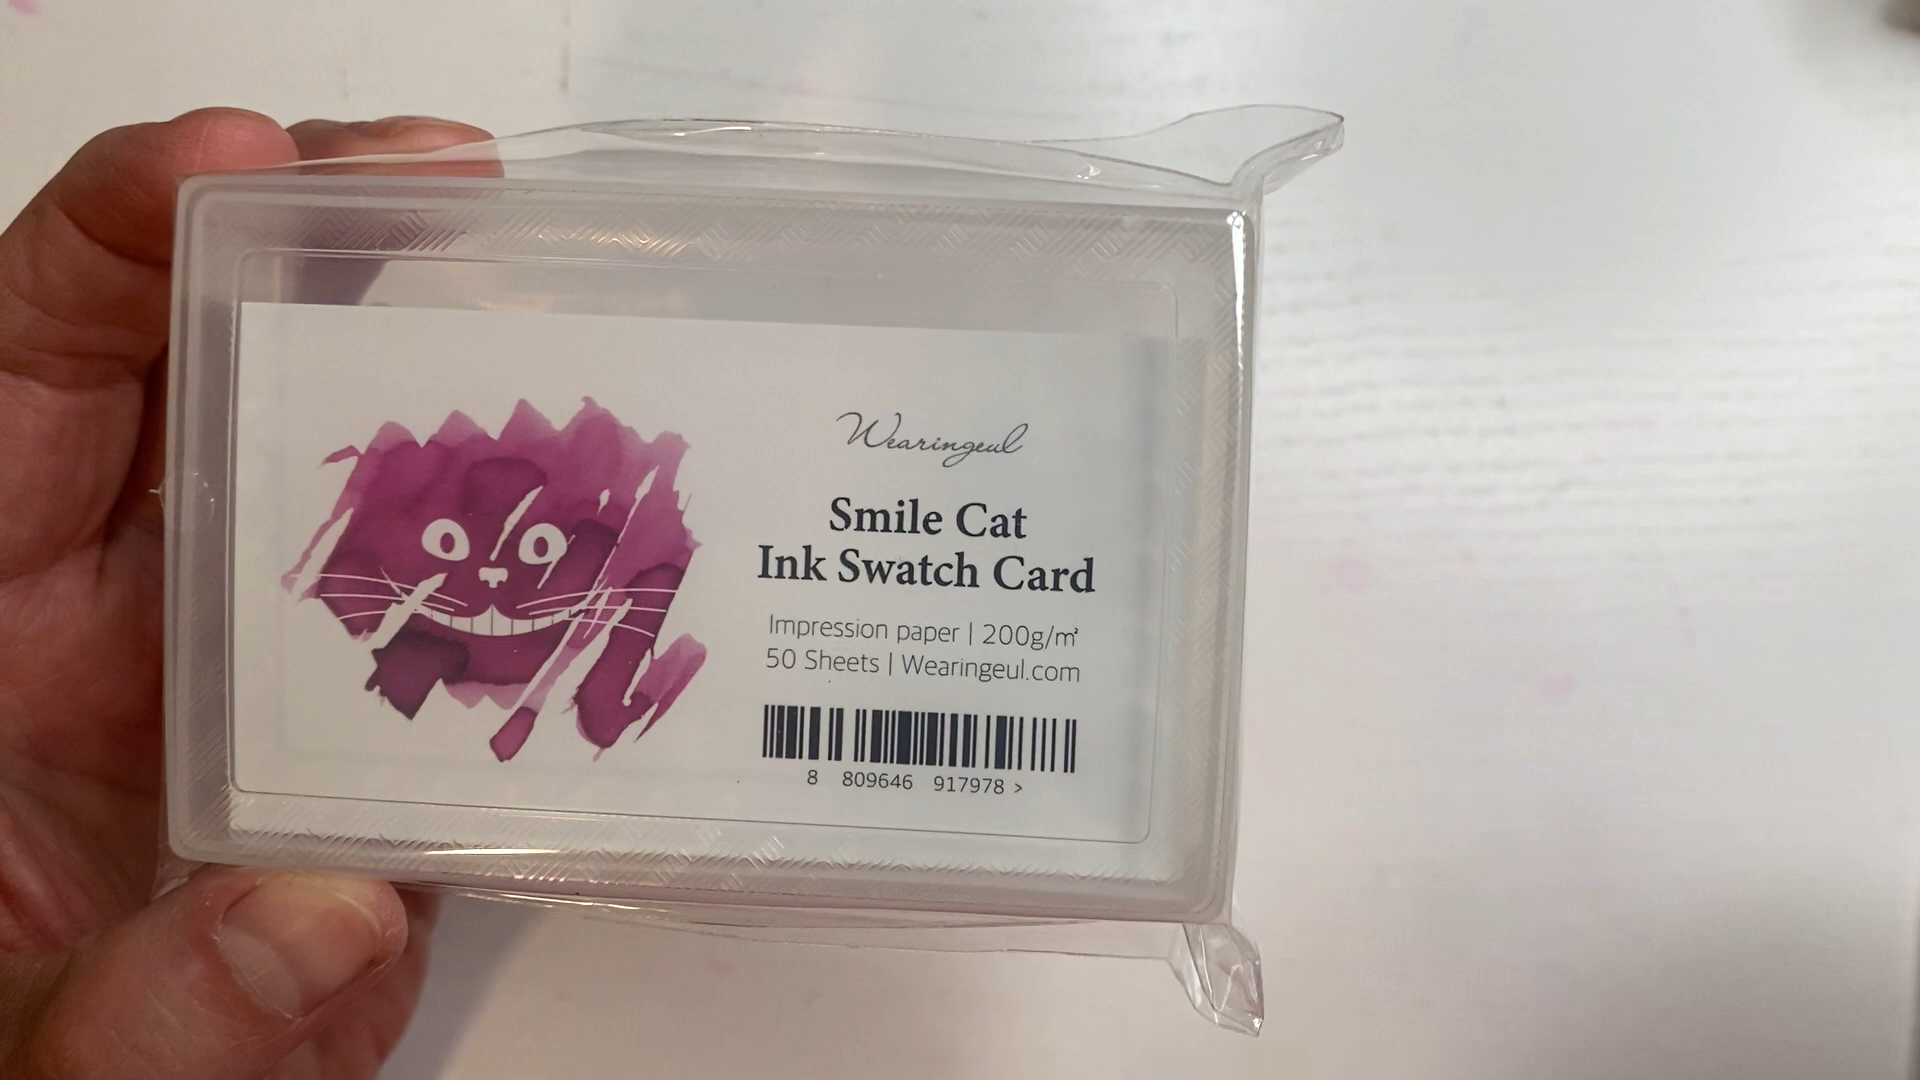 Wearingeul
Smile Cat
Ink Swatch Card
Impression paper | 200g/m²
50 Sheets | Wearingeul.com
8 809646 917978 >